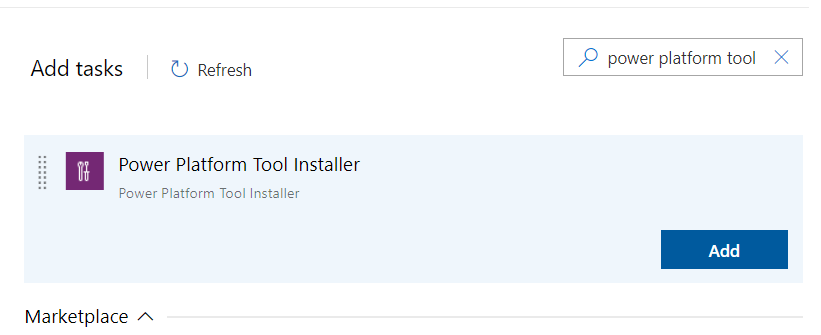 Add tasks
Refresh
power platform tool
Power Platform Tool Installer
Power Platform Tool Installer
Add
Marketplace